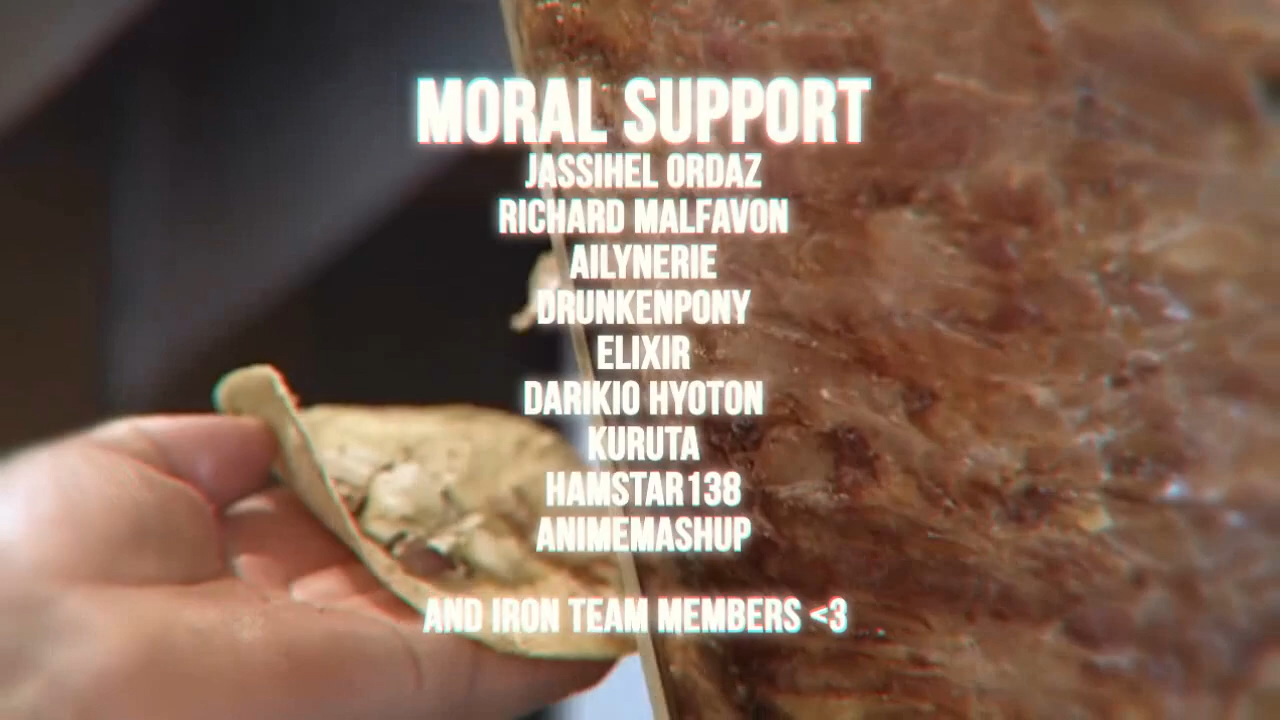 MORAL SUPPORT
JASSIHEL ORDAZ
RICHARD MALFAVON
AILYNERIE
DRUNKENPONY
ELIXIR
DARIKIO HYOTON
KURUTA
HAMSTAR138
ANIMEMASHUP
AND IRON TEAM MEMBERS <3